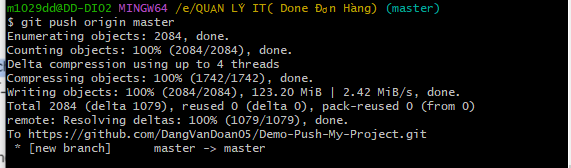 m1029dd@DD-DI02 MINGW64 /e/QUẢN LÝ IT( Done Đơn Hàng) (master)
$ git push origin master
Enumerating objects: 2084, done.
Counting objects: 100% (2084/2084), done.
Delta compression using up to 4 threads
Compressing objects: 100% (1742/1742), done.
Writing objects: 100% (2084/2084), 123.20 MiB | 2.42 MiB/s, done.
Total 2084 (delta 1079), reused 0 (delta 0), pack-reused 0 (from 0)
remote: Resolving deltas: 100% (1079/1079), done.
To https://github.com/DangVanDoan05/Demo-Push-My-Project.git
 * [new branch]      master -> master